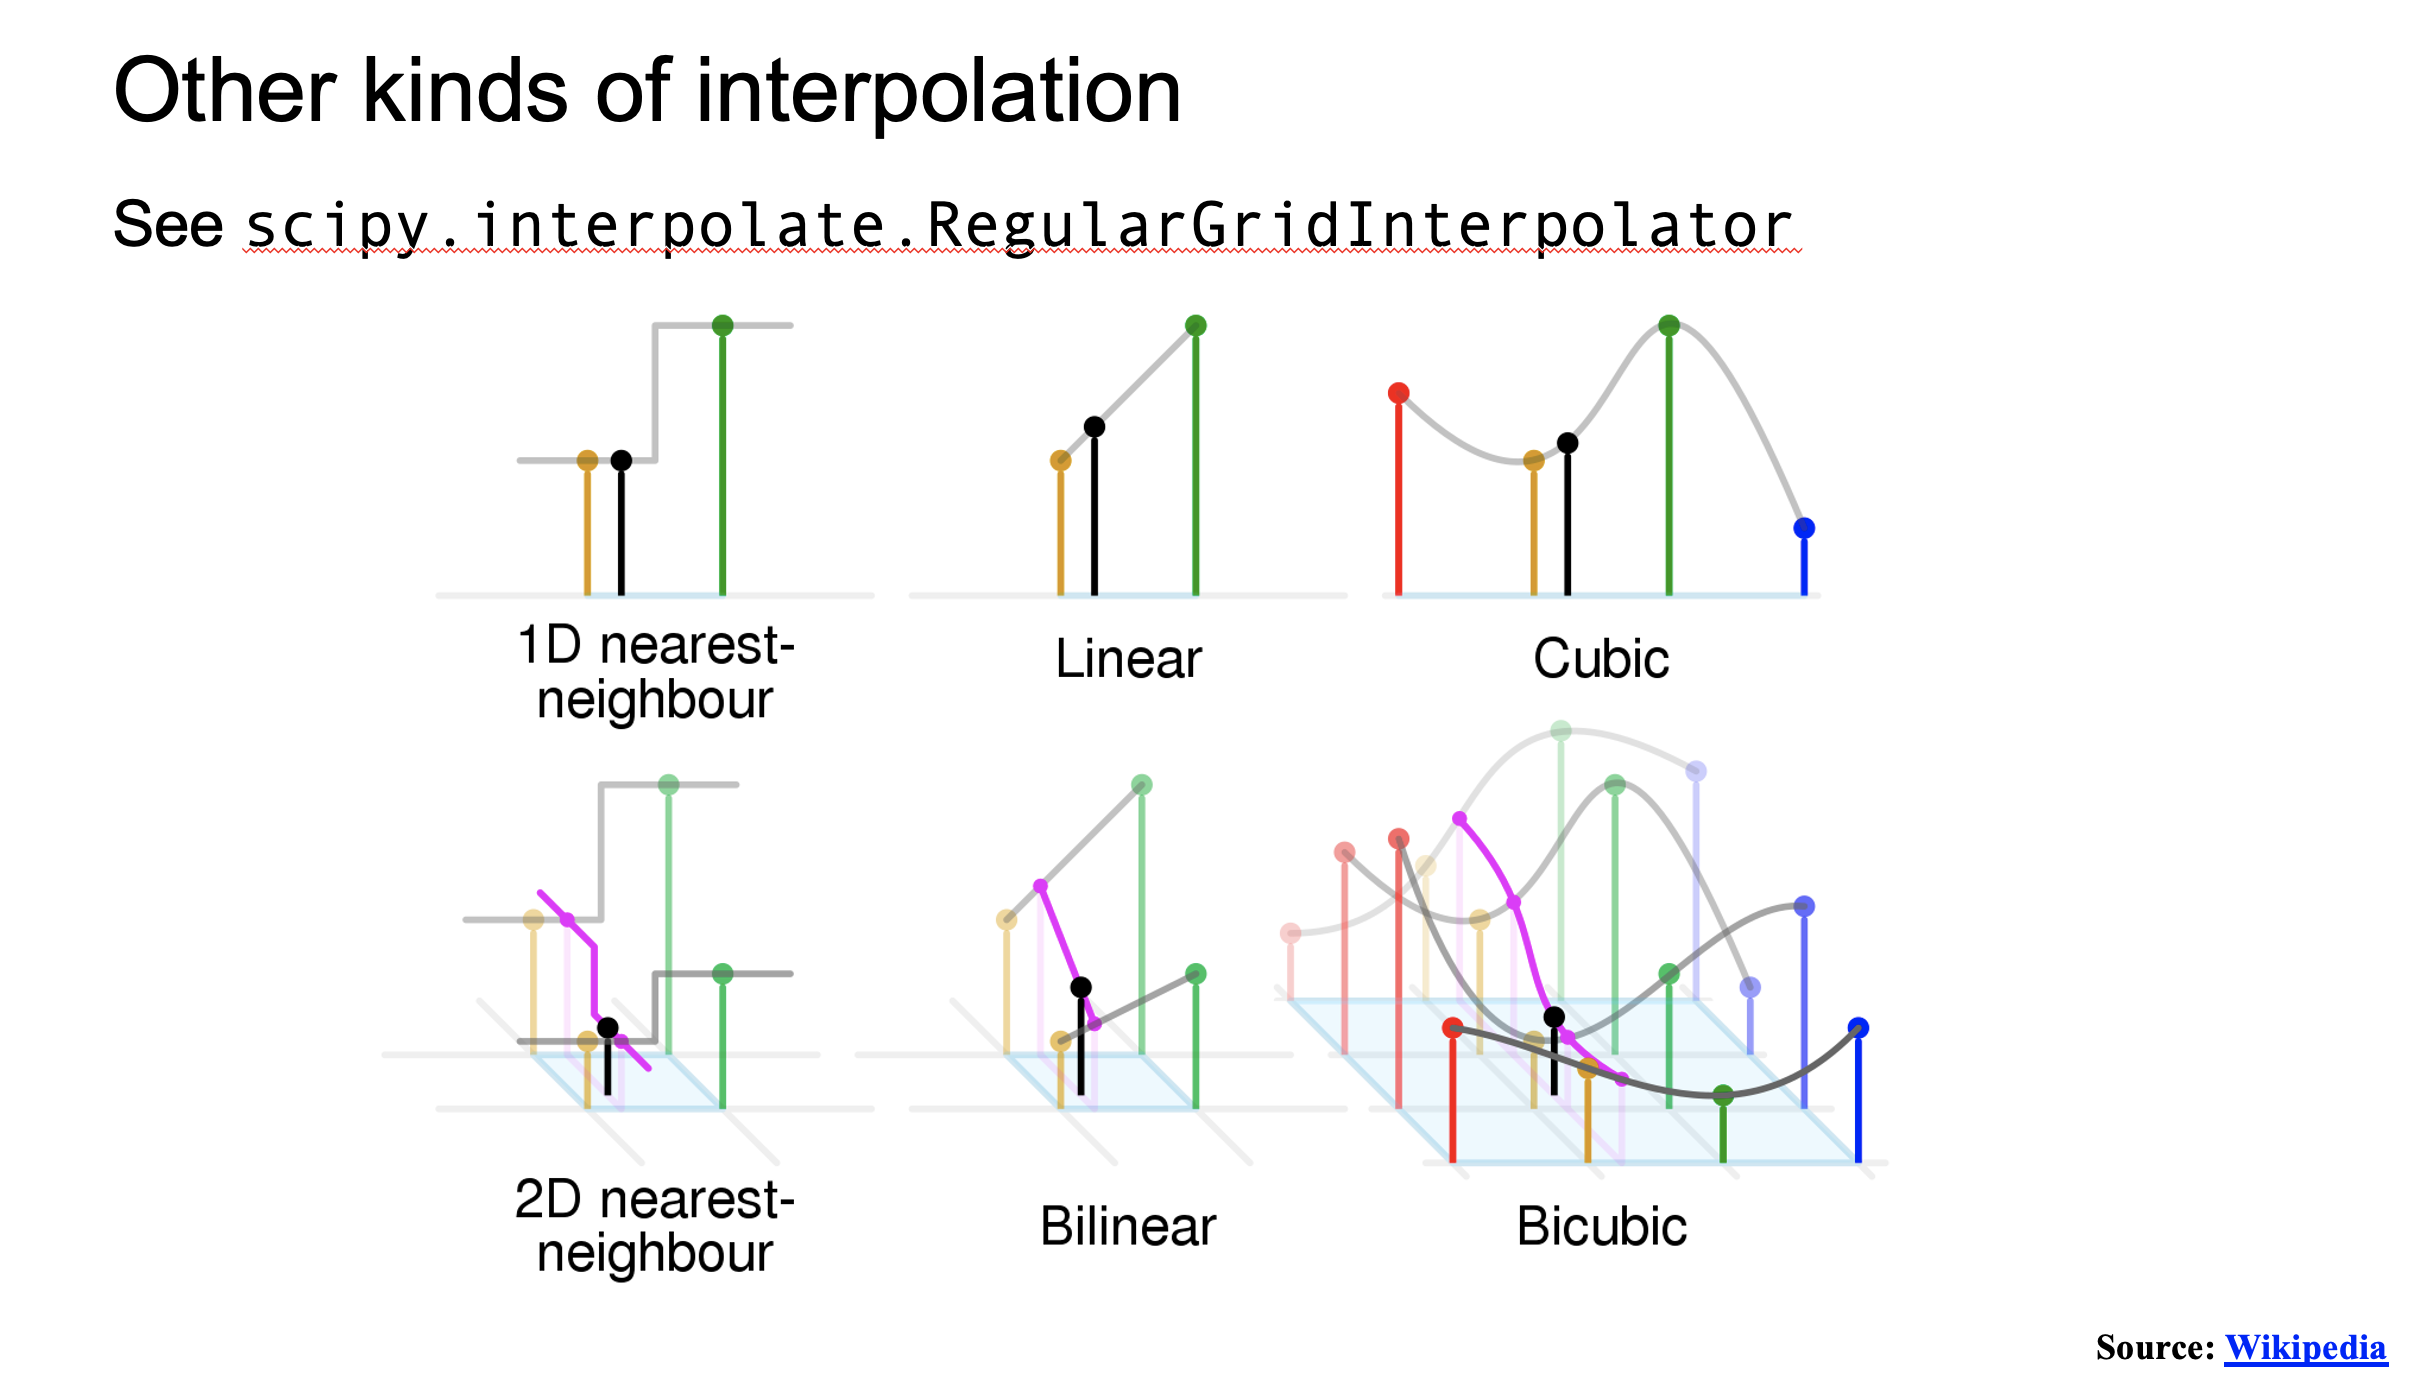 Other kinds of interpolation
See scipy.interpolate.RegularGridInterpolator
1D nearest-
neighbour
Linear
Cubic
2D nearest-
neighbour
Bilinear
Bicubic
Source: Wikipedia